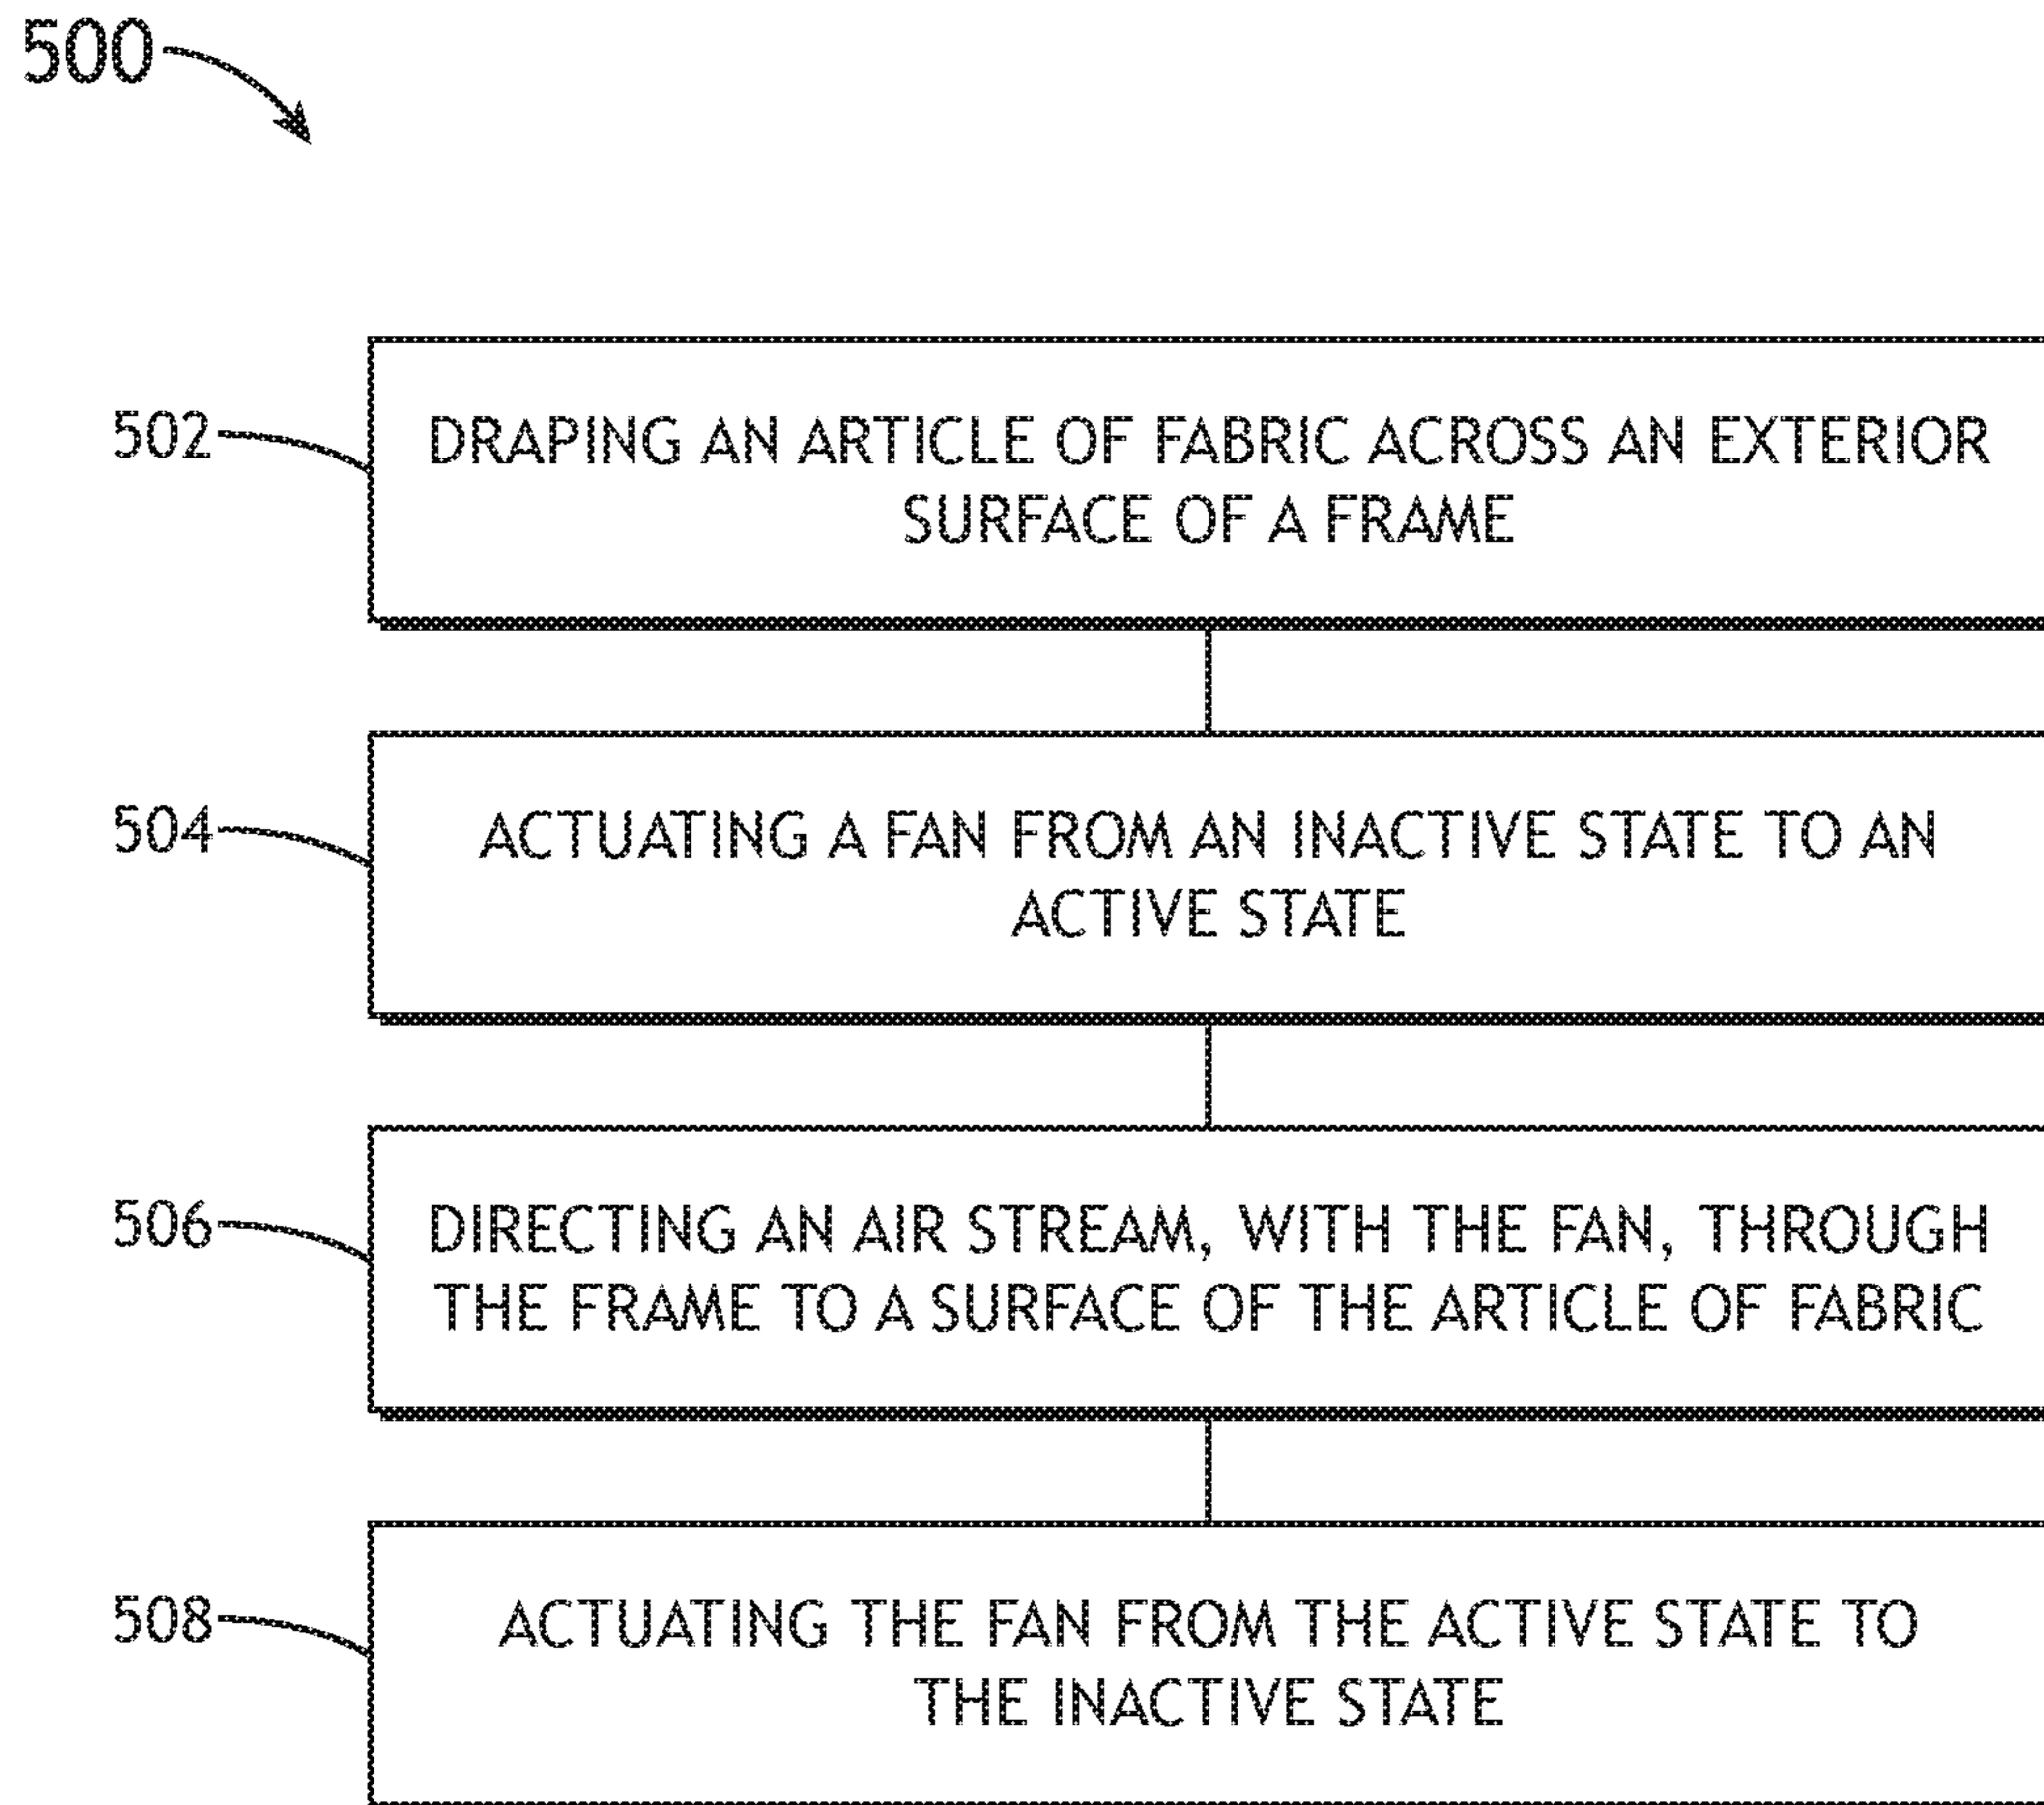 500
502
DRAPING AN ARTICLE OF FABRIC ACROSS AN EXTERIOR
SURFACE OF A FRAME
504
ACTUATING A FAN FROM AN INACTIVE STATE TO AN
ACTIVE STATE
506
DIRECTING AN AIR STREAM, WITH THE FAN, THROUGH
THE FRAME TO A SURFACE OF THE ARTICLE OF FABRIC
508
ACTUATING THE FAN FROM THE ACTIVE STATE TO
THE INACTIVE STATE